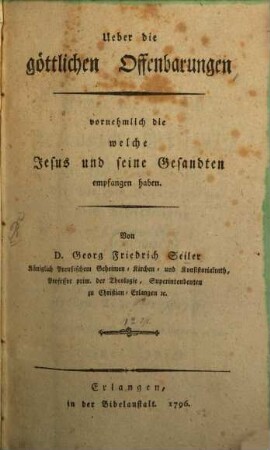 Ueber die
göttlichen Offenbarungen
vornehmlich die
welche
Jesus und seine Gesandten
empfangen haben.
Von
D. Georg Friedrich Seiler
Königlich Preußischem Geheimen- Kirchen- und Konsistorialrath,
Professor prim. der Theologie, Superintendenten
zu Christian-Erlangen ec.
Erlangen,
in der Bibelanstalt. 1796.